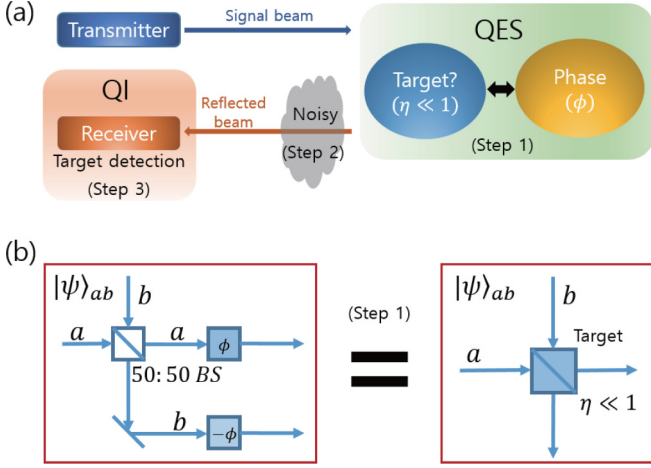 (a)
Transmitter
Signal beam
QES
Target?
(η ≪ 1)
Phase
(ϕ)
(Step 1)
QI
Receiver
Target detection
(Step 3)
Reflected
beam
Noisy
(Step 2)
(b)
|ψ⟩ab
b
a
a
ϕ
50: 50 BS
b
−ϕ
(Step 1)
=
|ψ⟩ab
b
Target
a
η ≪ 1